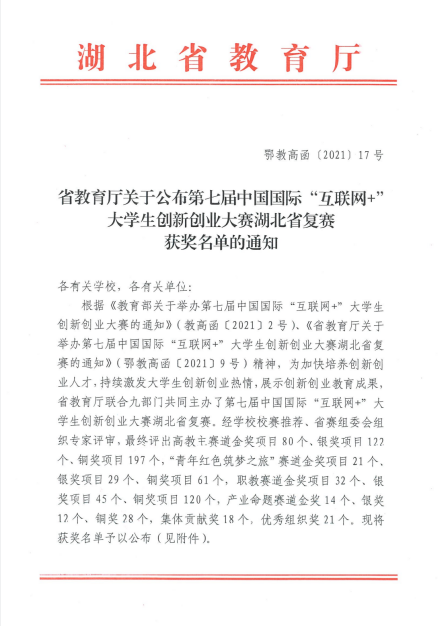 湖北省教育厅
鄂教高函〔2021〕17号
省教育厅关于公布第七届中国国际“互联网+”
大学生创新创业大赛湖北省复赛
获奖名单的通知
各有关学校，各有关单位：
根据《教育部关于举办第七届中国国际“互联网+”大学生
创新创业大赛的通知》（教高函〔2021〕2号）、《省教育厅关于
举办第七届中国国际“互联网+”大学生创新创业大赛湖北省复
赛的通知》（鄂教高函〔2021〕9号）精神，为加快培养创新创
业人才，持续激发大学生创新创业热情，展示创新创业教育成果，
省教育厅联合九部门共同主办了第七届中国国际“互联网+”大
学生创新创业大赛湖北省复赛。经学校校赛推荐、省赛组委会组
织专家评审，最终评出高教主赛道金奖项目80个、银奖项目122
个、铜奖项目197个，“青年红色筑梦之旅”赛道金奖项目21个、
银奖项目29个、铜奖项目61个，职教赛道金奖项目32个、银
奖项目45个、铜奖项目120个，产业命题赛道金奖14个、银奖
12个、铜奖28个，集体贡献奖18个，优秀组织奖21个。现将
获奖名单予以公布（见附件）。